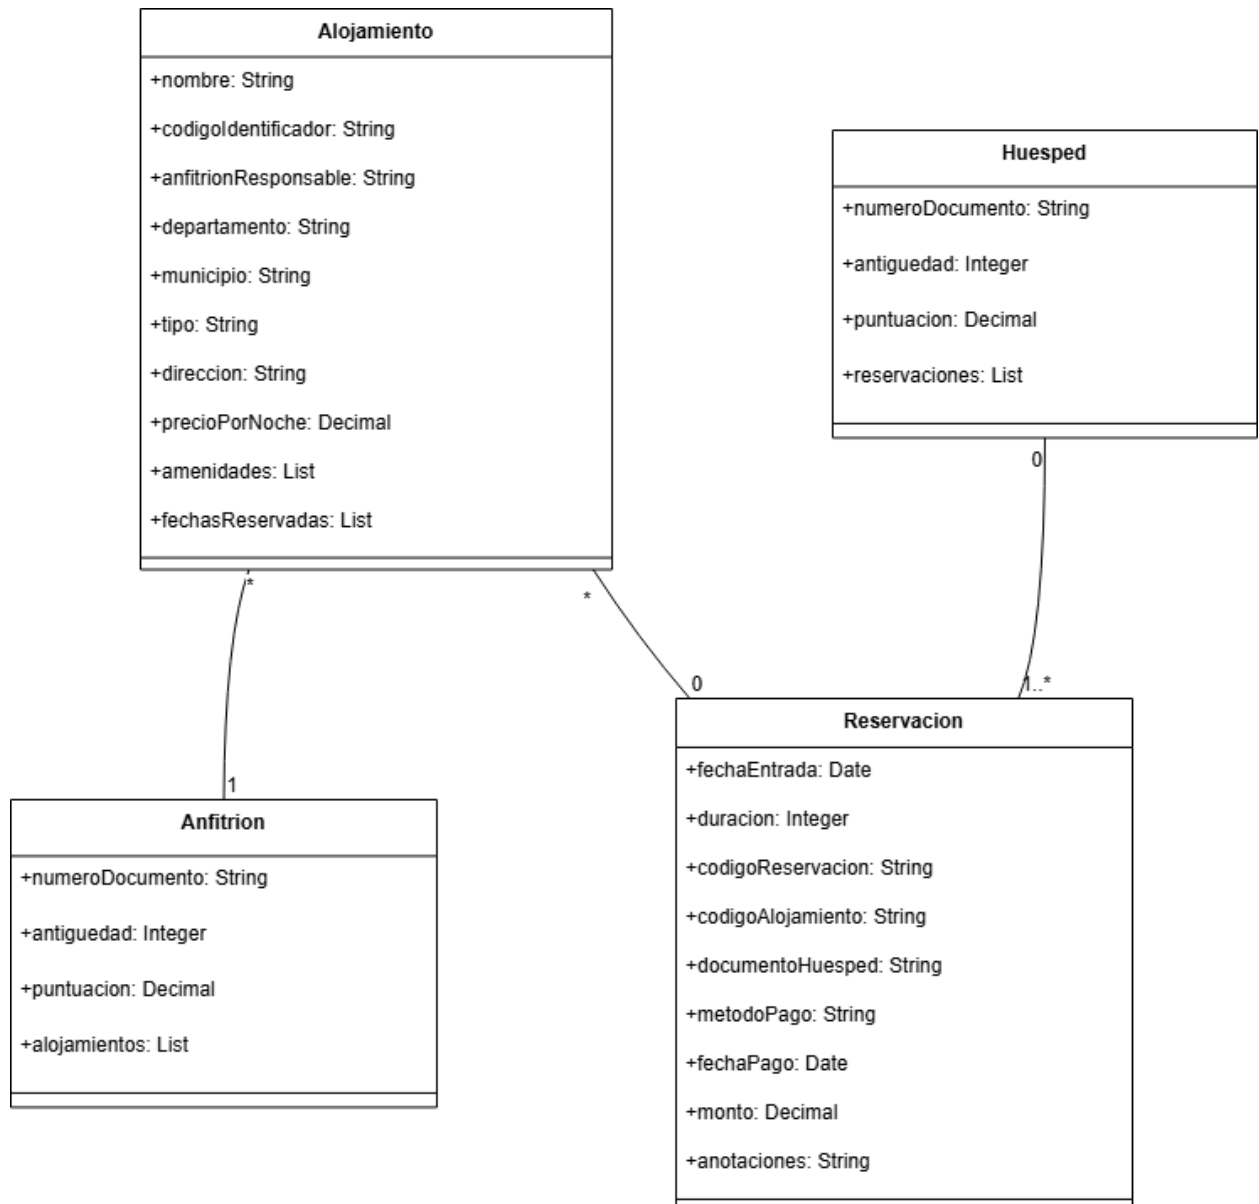 Alojamiento
+nombre: String
+codigoIdentificador: String
+anfitrionResponsable: String
+departamento: String
+municipio: String
+tipo: String
+direccion: String
+precioPorNoche: Decimal
+amenidades: List
+fechasReservadas: List
*
*
Huesped
+numeroDocumento: String
+antiguedad: Integer
+puntuacion: Decimal
+reservaciones: List
0
0
1..*
1
Anfitrion
+numeroDocumento: String
+antiguedad: Integer
+puntuacion: Decimal
+alojamientos: List
Reservacion
+fechaEntrada: Date
+duracion: Integer
+codigoReservacion: String
+codigoAlojamiento: String
+documentoHuesped: String
+metodoPago: String
+fechaPago: Date
+monto: Decimal
+anotaciones: String